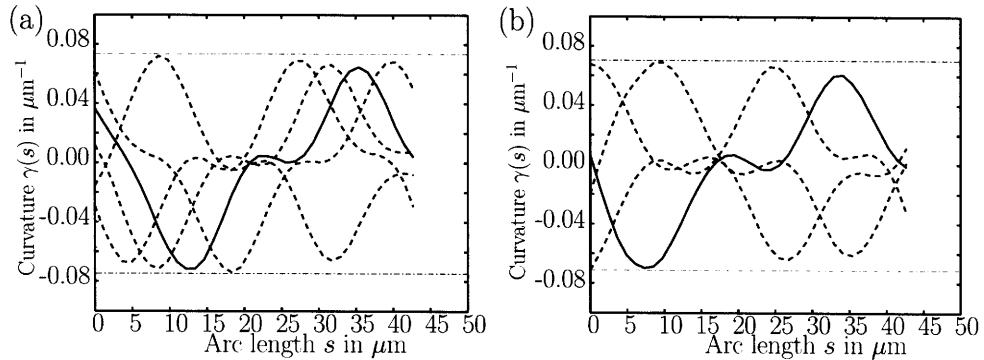 (a)
Curvature γ(s) in μm⁻¹
0.08
0.04
0.00
-0.04
-0.08
0 5 10 15 20 25 30 35 40 45 50
Arc length s in μm
(b)
Curvature γ(s) in μm⁻¹
0.08
0.04
0.00
-0.04
-0.08
0 5 10 15 20 25 30 35 40 45 50
Arc length s in μm